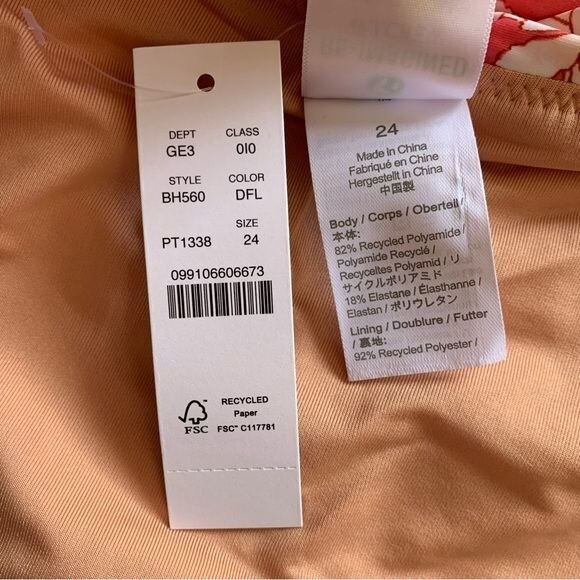 DEPT CLASS
GE3 0I0
STYLE COLOR
BH560 DFL
SIZE
PT1338 24
099106606673
FSC
RECYCLED
Paper
FSC™ C117781
RE-IMAGINED
24
Made in China
Fabriqué en Chine
Hergestellt in China
中国製
Body / Corps / Oberteil /
本体:
82% Recycled Polyamide /
Polyamide Recyclé /
Recyceltes Polyamid / リ
サイクルポリアミド
18% Elastane / Élasthanne /
Elastan / ポリウレタン
Lining / Doublure / Futter
/ 裏地:
92% Recycled Polyester /